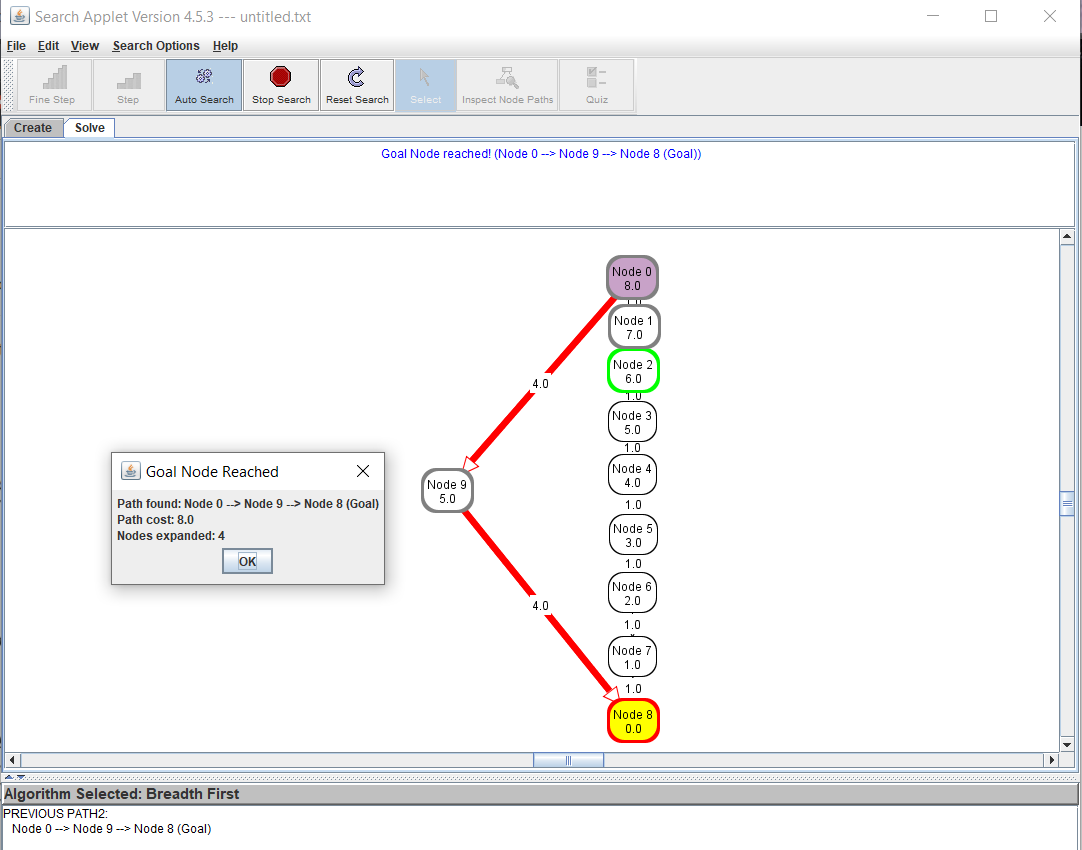 Search Applet Version 4.5.3 --- untitled.txt
File Edit View Search Options Help
Fine Step Step Auto Search Stop Search Reset Search Select Inspect Node Paths Quiz
Create Solve
Goal Node reached! (Node 0 --> Node 9 --> Node 8 (Goal))
Node 0
8.0
1.0
Node 1
7.0
Node 2
6.0
4.0
1.0
Node 3
5.0
1.0
Node 4
4.0
Goal Node Reached
Node 9
5.0
Path found: Node 0 --> Node 9 --> Node 8 (Goal)
Path cost: 8.0
Nodes expanded: 4
OK
1.0
Node 5
3.0
1.0
Node 6
2.0
4.0
1.0
Node 7
1.0
1.0
Node 8
0.0
Algorithm Selected: Breadth First
PREVIOUS PATH2:
Node 0 --> Node 9 --> Node 8 (Goal)